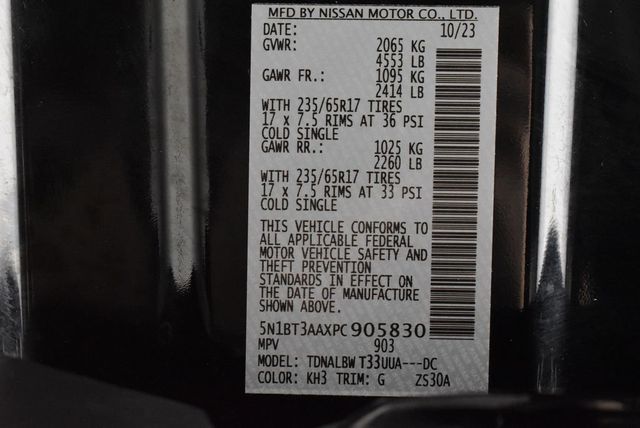 MFD BY NISSAN MOTOR CO., LTD.
DATE: 10/23
GVWR: 2065 KG
4553 LB
GAWR FR.: 1095 KG
2414 LB
WITH 235/65R17 TIRES
17 x 7.5 RIMS AT 36 PSI
COLD SINGLE
GAWR RR.: 1025 KG
2260 LB
WITH 235/65R17 TIRES
17 x 7.5 RIMS AT 33 PSI
COLD SINGLE
THIS VEHICLE CONFORMS TO
ALL APPLICABLE FEDERAL
MOTOR VEHICLE SAFETY AND
THEFT PREVENTION
STANDARDS IN EFFECT ON
THE DATE OF MANUFACTURE
SHOWN ABOVE.
5N1BT3AAXPC905830
MPV 903
MODEL: TDNALBW T33UUA---DC
COLOR: KH3 TRIM: G ZS30A